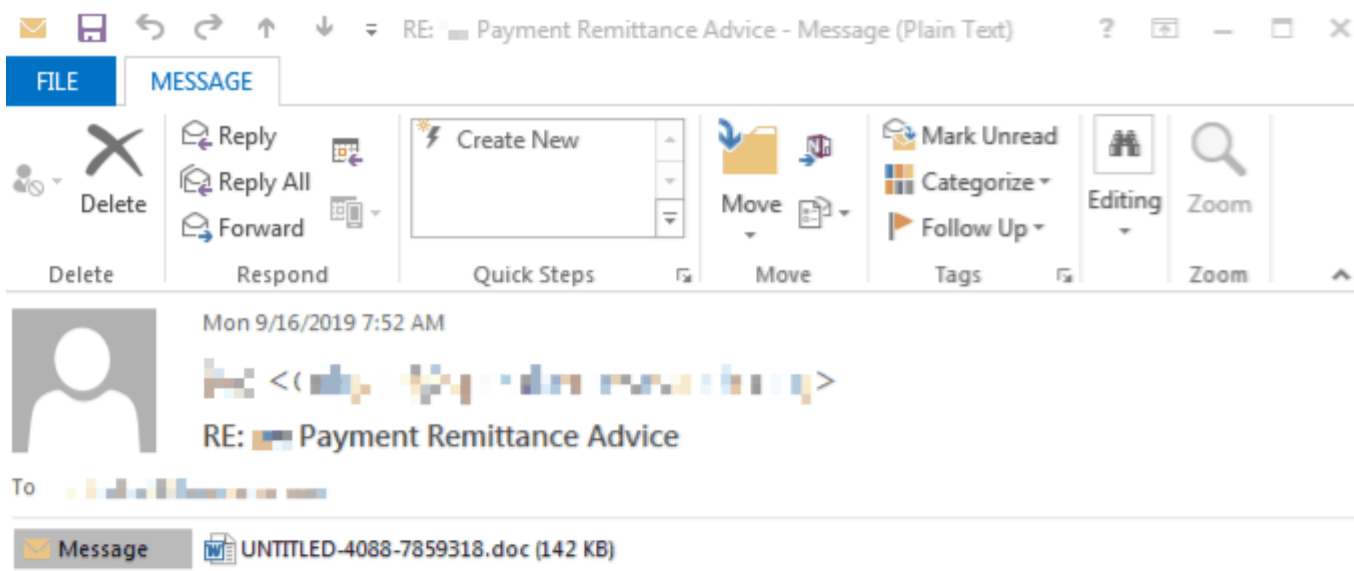 RE: Payment Remittance Advice - Message (Plain Text) ?
FILE MESSAGE
Delete
Reply
Reply All
Forward
Create New
Move
Mark Unread
Categorize
Follow Up
Editing
Zoom
Delete Respond Quick Steps Move Tags Zoom
Mon 9/16/2019 7:52 AM
< >
RE: Payment Remittance Advice
To
Message UNTITLED-4088-7859318.doc (142 KB)